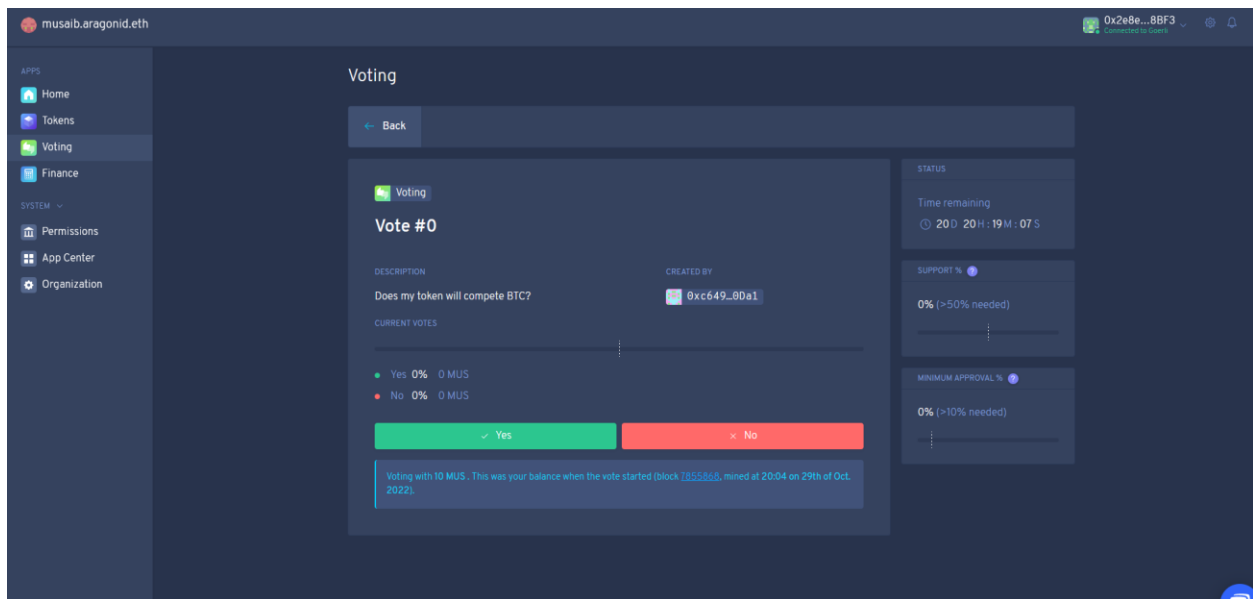 musaib.aragonid.eth
0x2e8e...8BF3
Connected to Goerli
APPS
Home
Tokens
Voting
Finance
SYSTEM
Permissions
App Center
Organization
Voting
← Back
Voting
Vote #0
DESCRIPTION
CREATED BY
Does my token will compete BTC?
0xc649…0Da1
CURRENT VOTES
Yes 0% 0 MUS
No 0% 0 MUS
✓ Yes
× No
Voting with 10 MUS . This was your balance when the vote started (block 7855868, mined at 20:04 on 29th of Oct.
2022).
STATUS
Time remaining
20 D 20 H : 19 M : 07 S
SUPPORT % ?
0% (>50% needed)
MINIMUM APPROVAL % ?
0% (>10% needed)